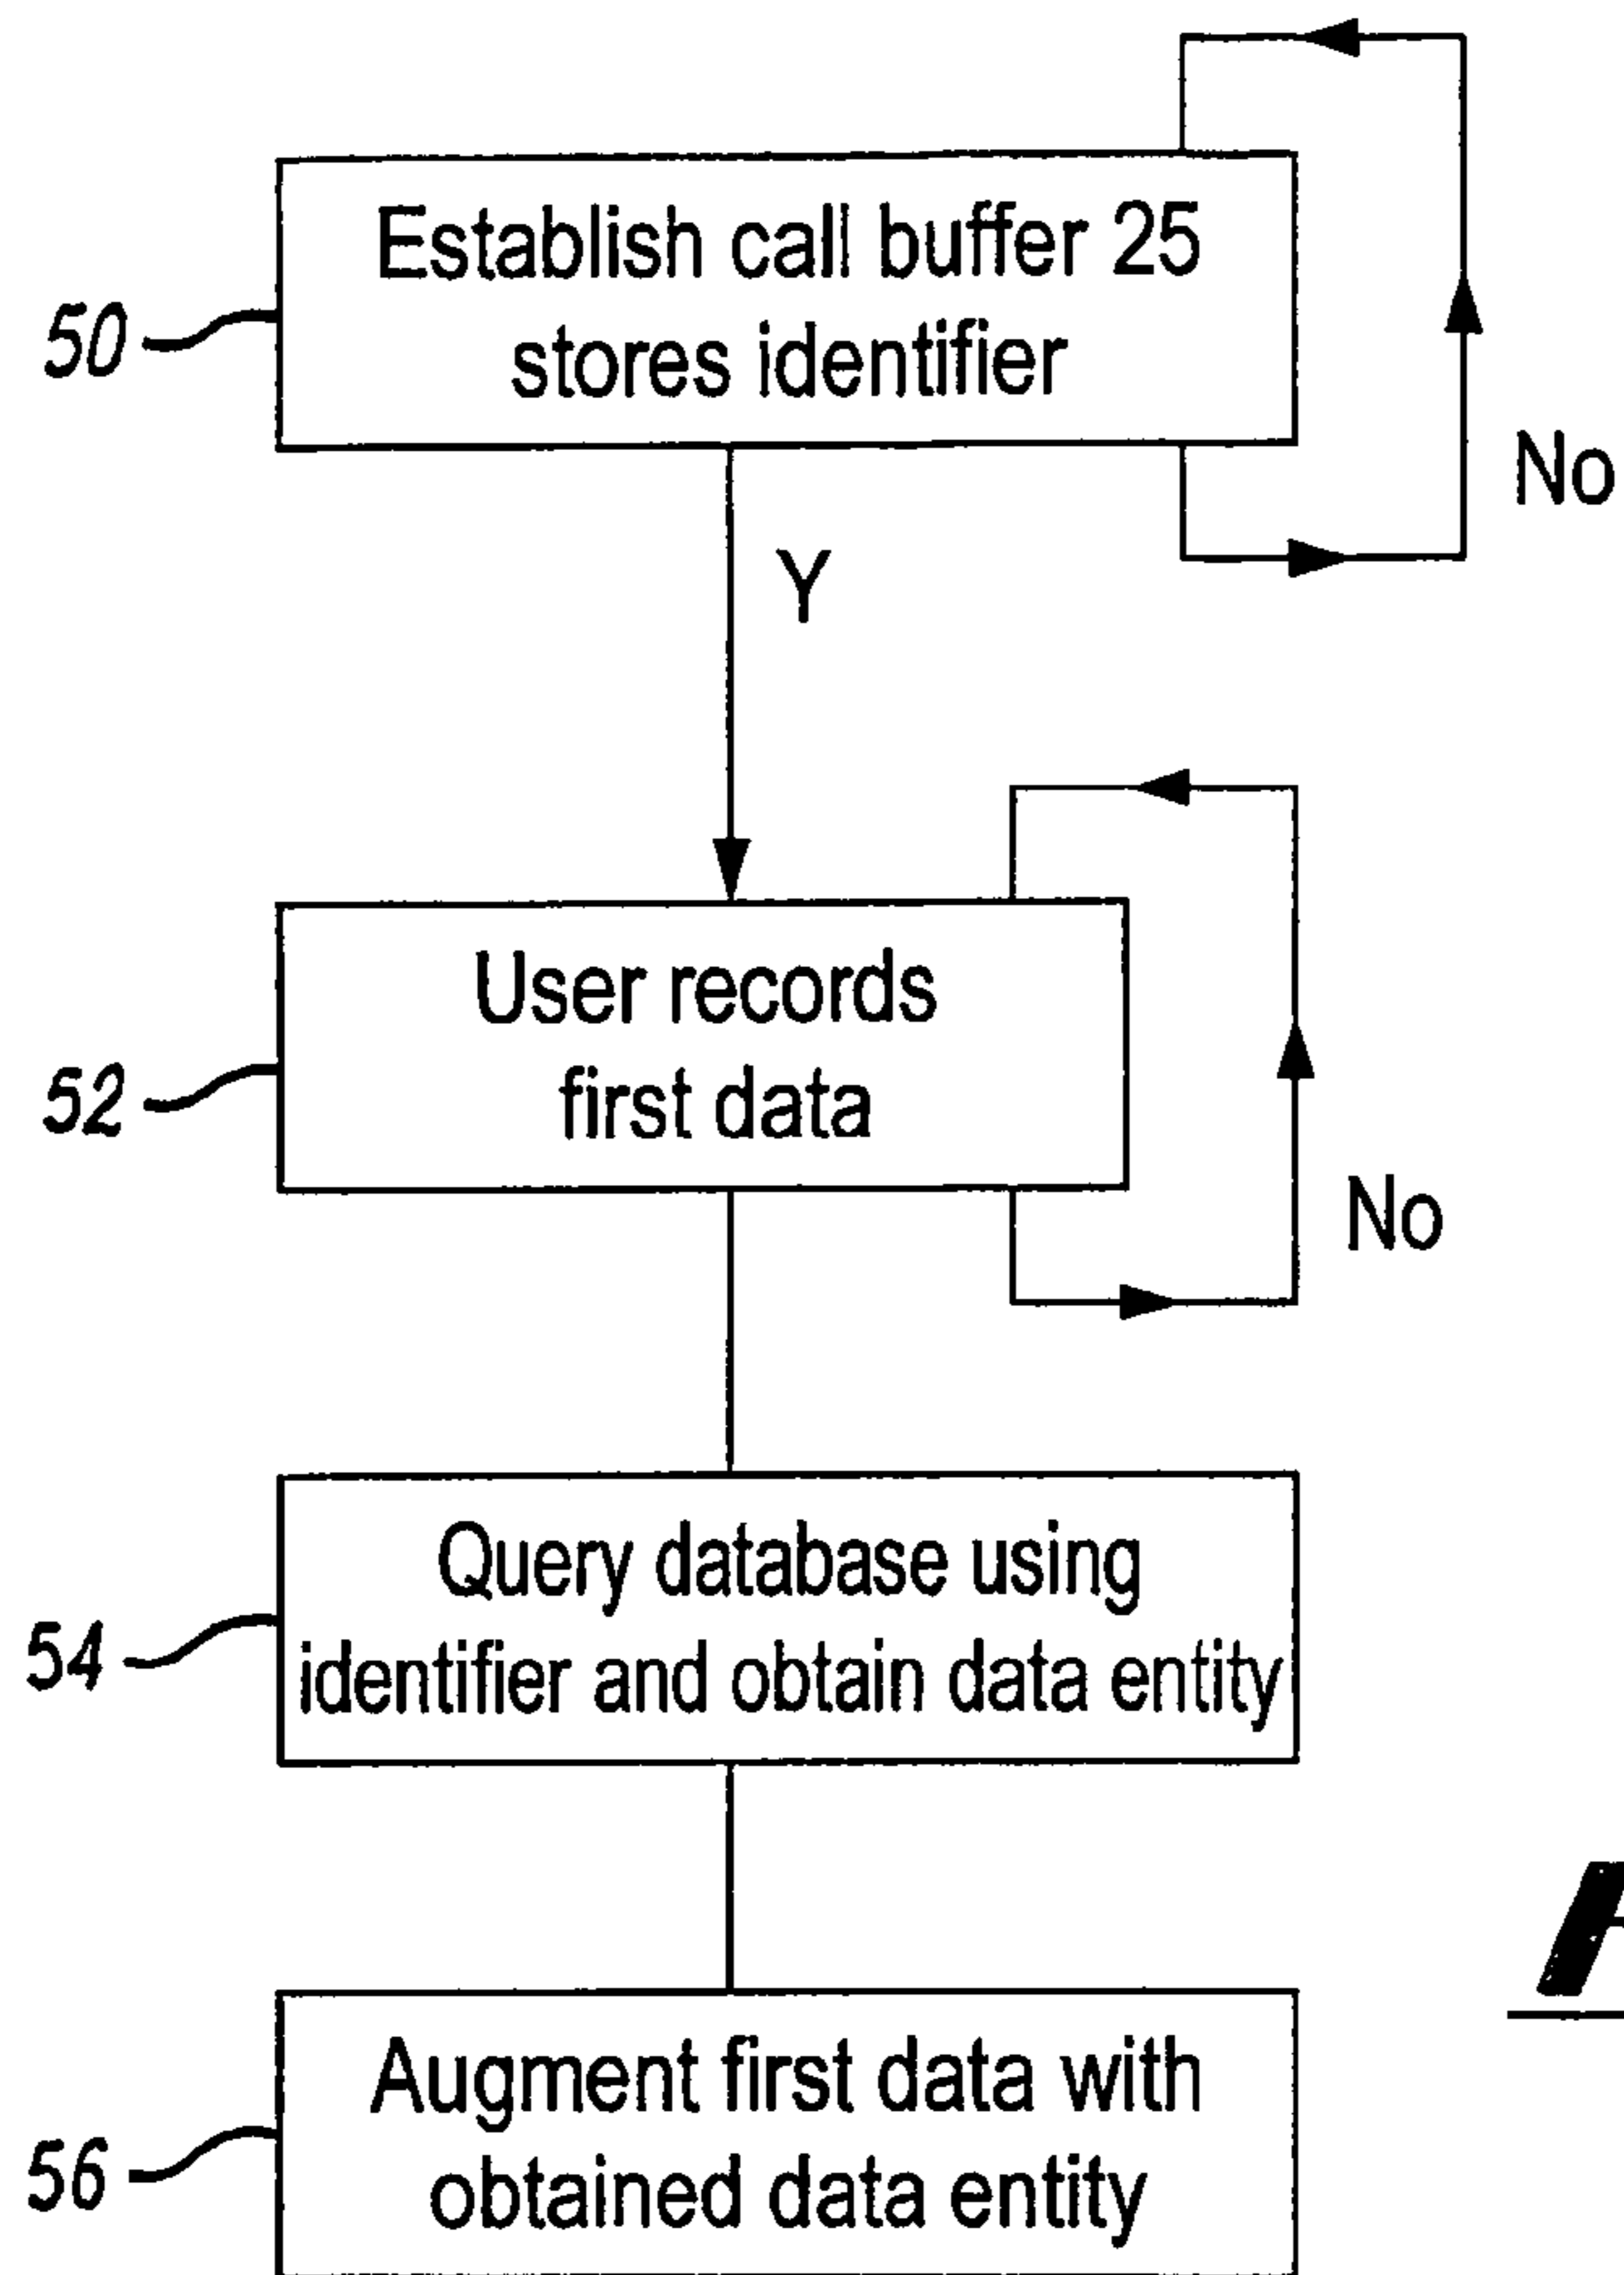 Establish call buffer 25
stores identifier
50
No
Y
User records
first data
52
No
Query database using
identifier and obtain data entity
54
Augment first data with
obtained data entity
56